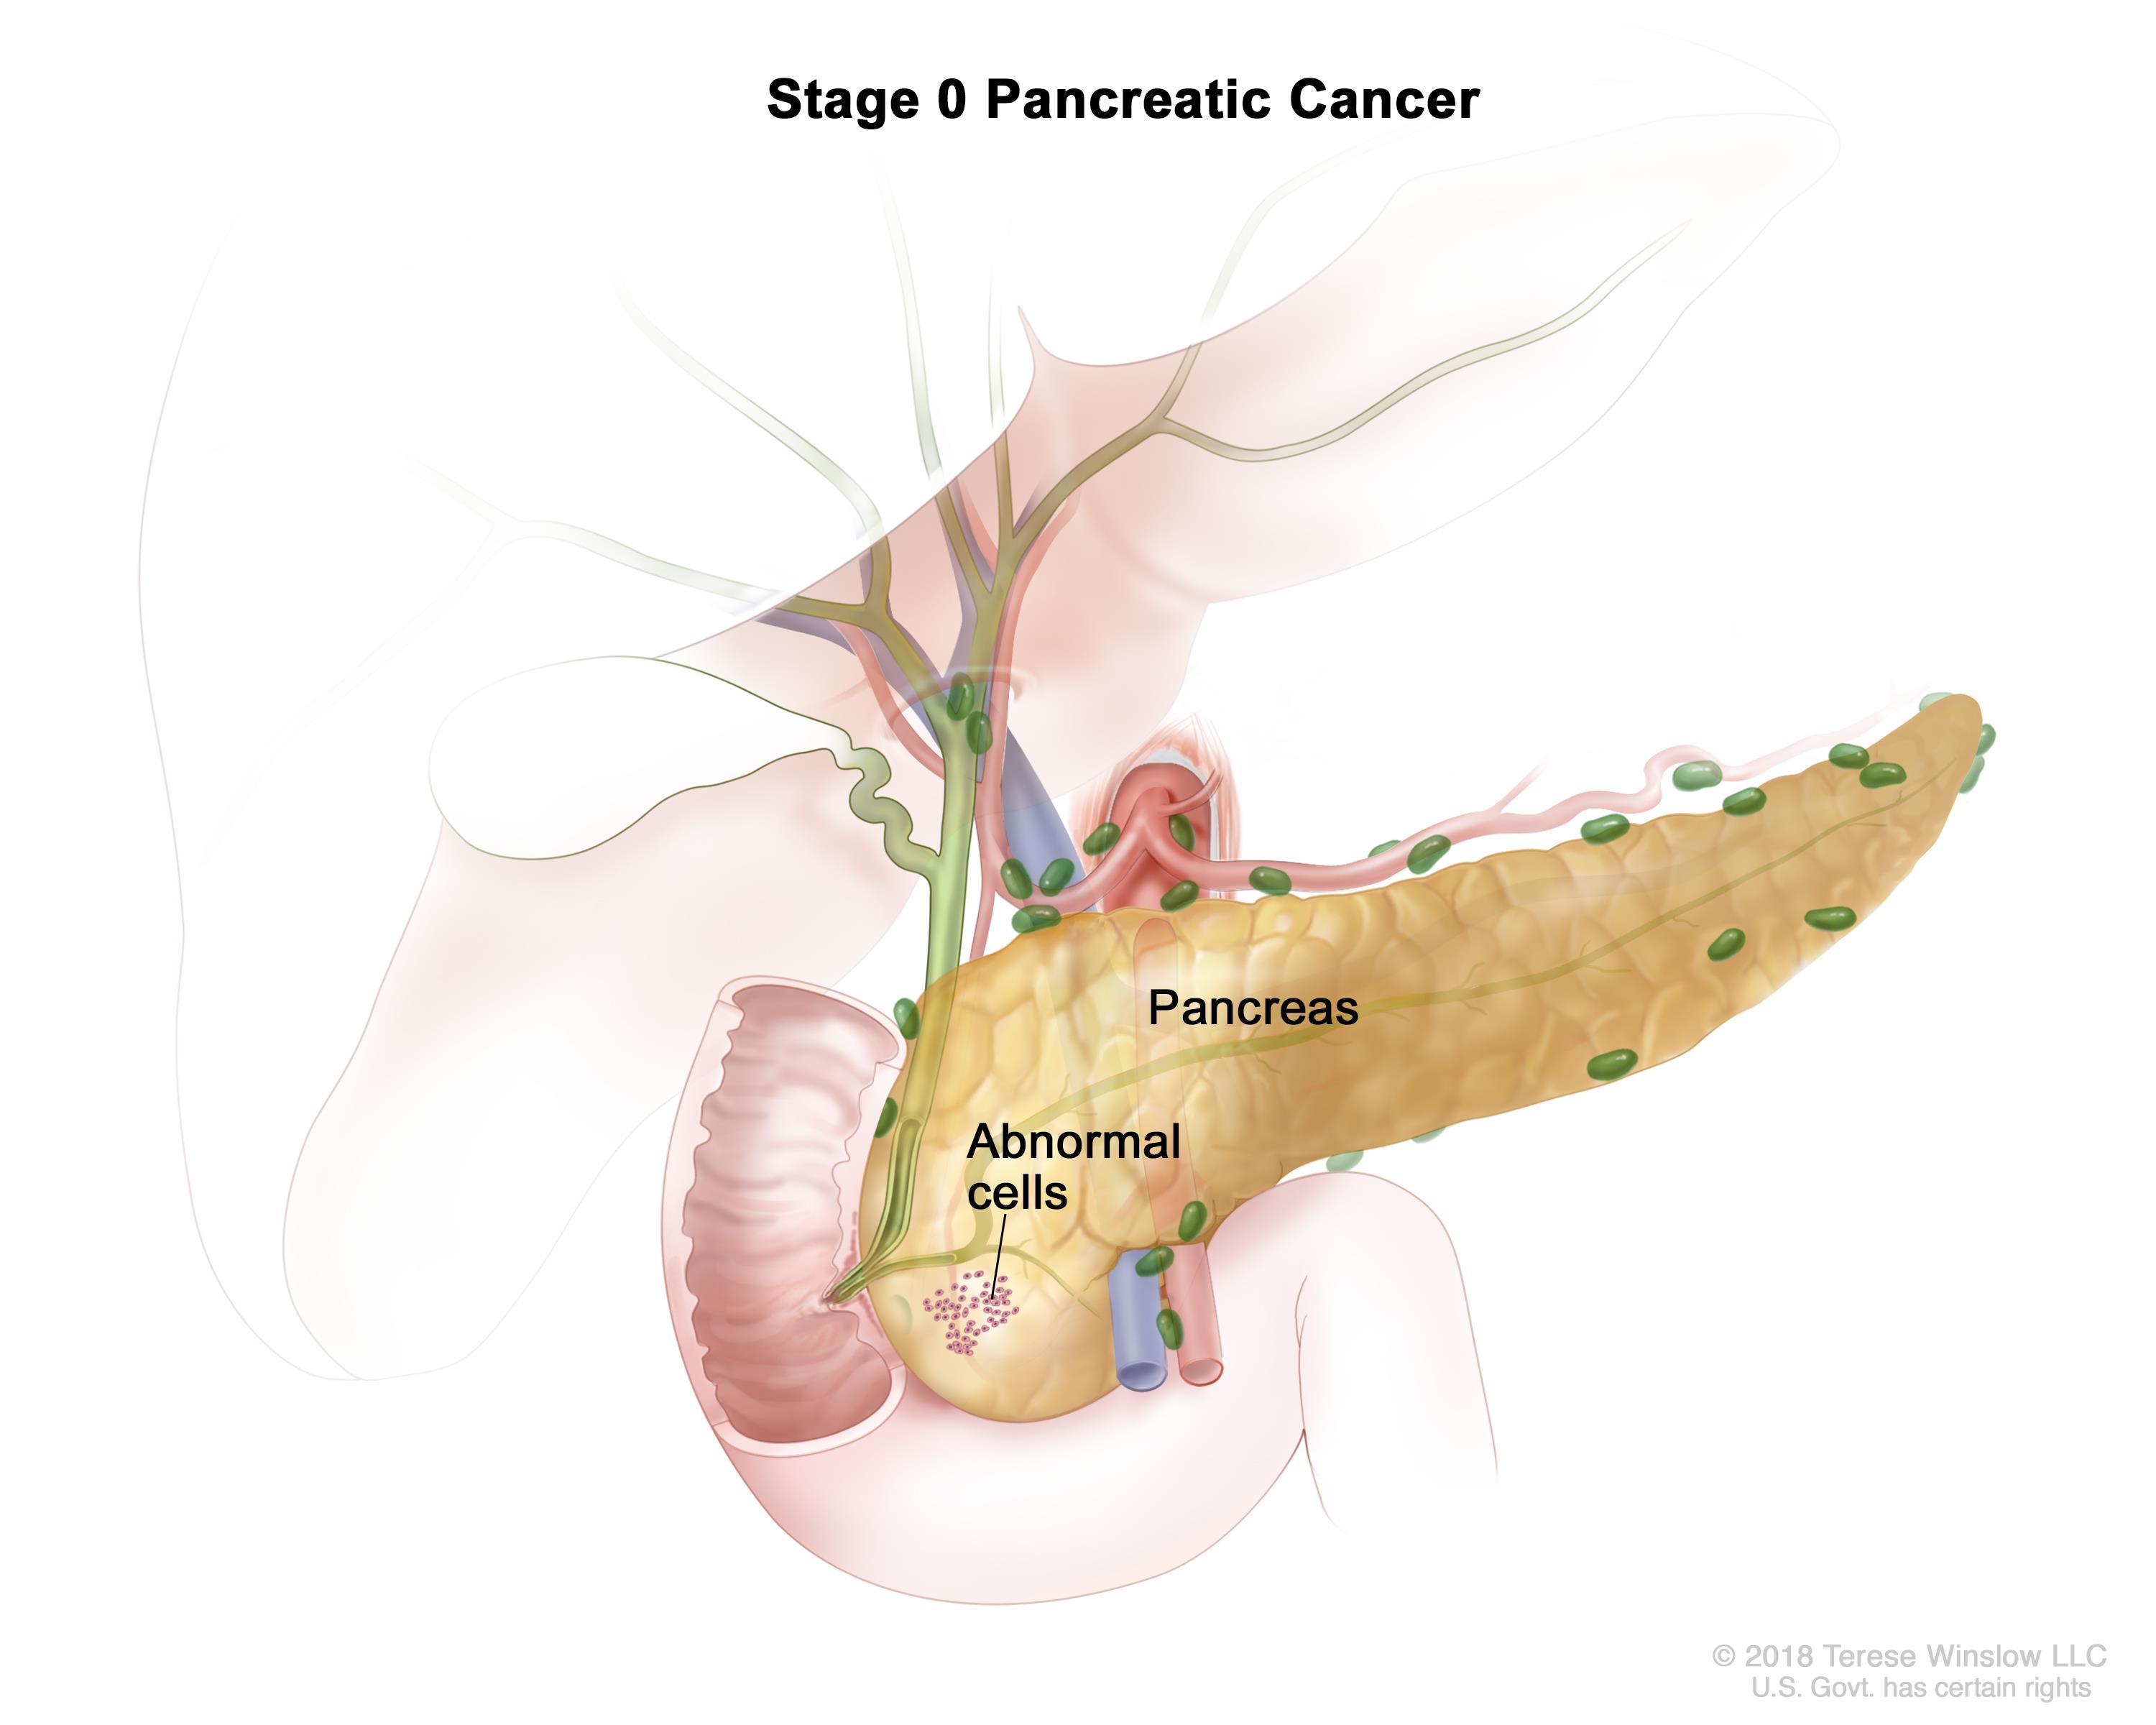 Stage 0 Pancreatic Cancer
Pancreas
Abnormal
cells
© 2018 Terese Winslow LLC
U.S. Govt. has certain rights